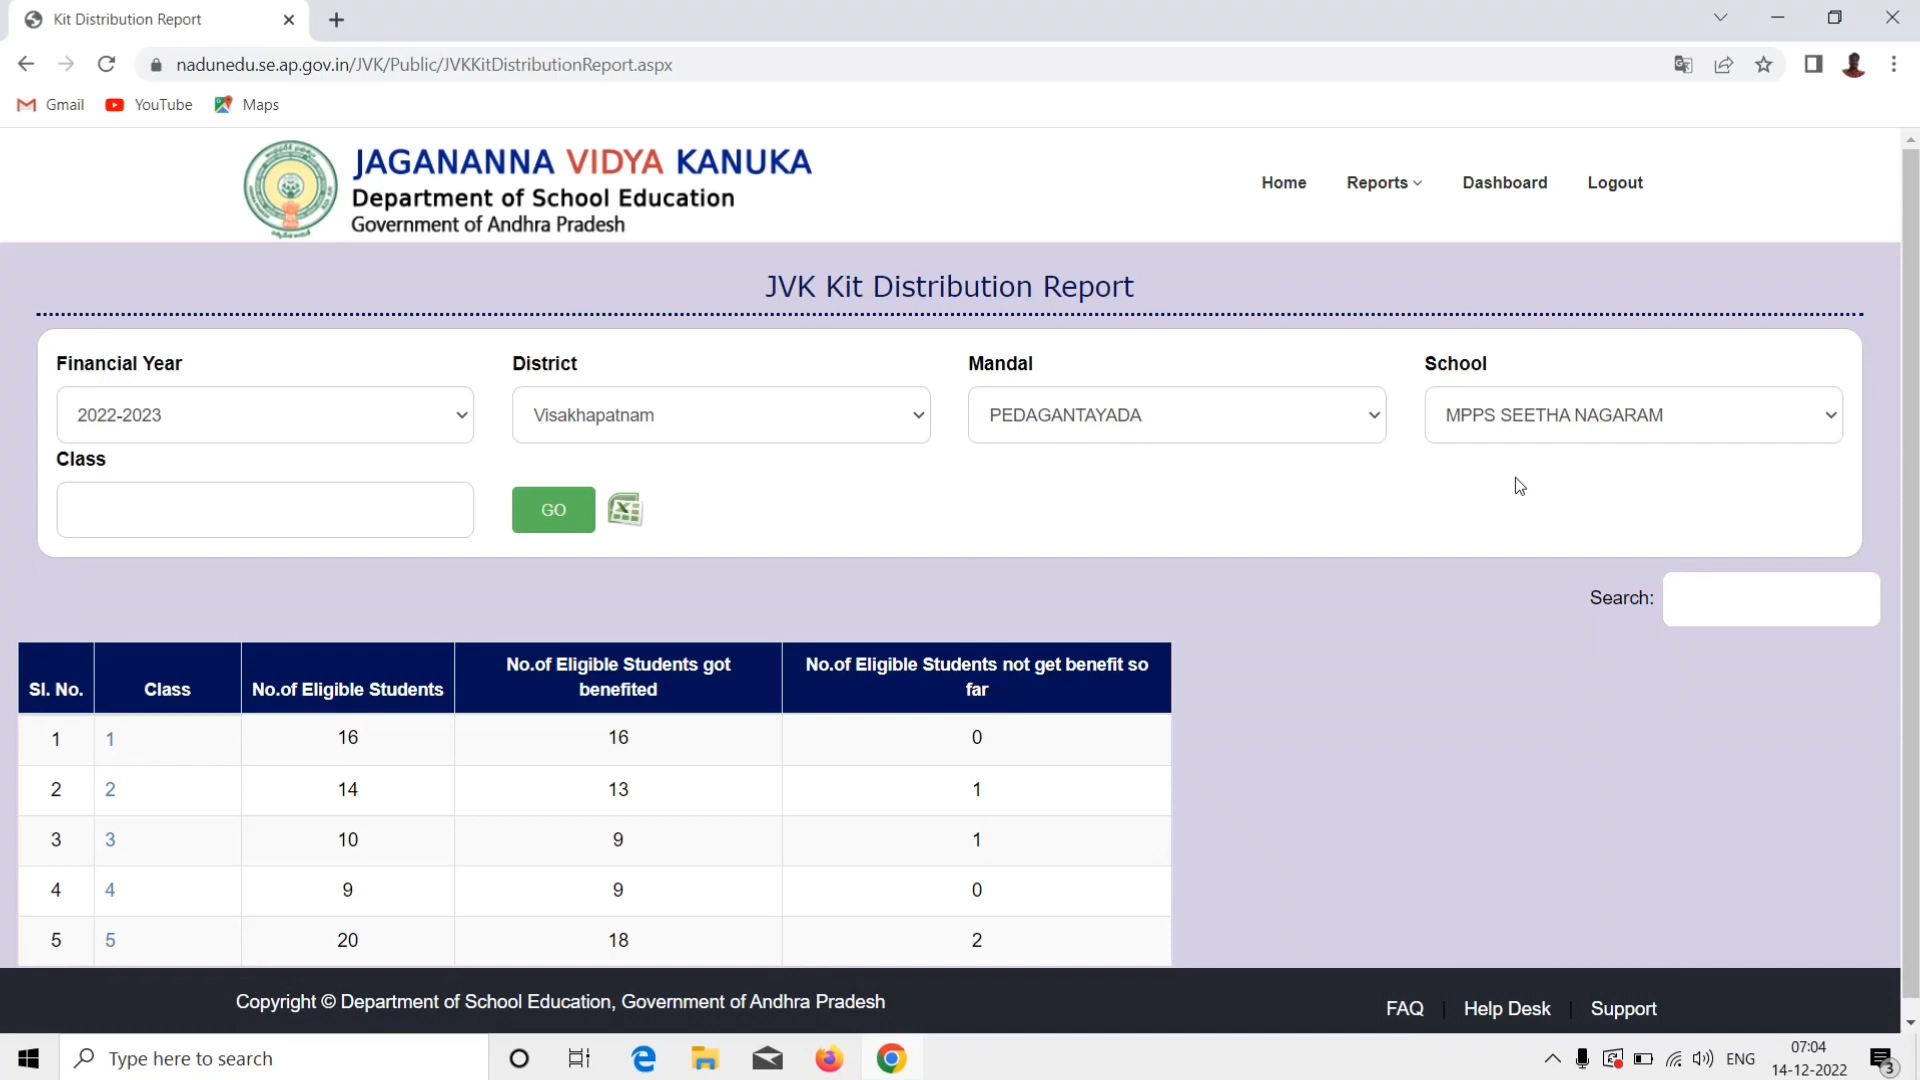 Kit Distribution Report
nadunedu.se.ap.gov.in/JVK/Public/JVKKitDistributionReport.aspx
Gmail YouTube Maps
JAGANANNA VIDYA KANUKA
Department of School Education
Government of Andhra Pradesh
Home Reports Dashboard Logout
JVK Kit Distribution Report
Financial Year District Mandal School
2022-2023 Visakhapatnam PEDAGANTAYADA MPPS SEETHA NAGARAM
Class
GO
Search:
Sl. No. Class No.of Eligible Students No.of Eligible Students got benefited No.of Eligible Students not get benefit so far
1 1 16 16 0
2 2 14 13 1
3 3 10 9 1
4 4 9 9 0
5 5 20 18 2
Copyright © Department of School Education, Government of Andhra Pradesh
FAQ | Help Desk | Support
Type here to search
ENG
07:04
14-12-2022
3